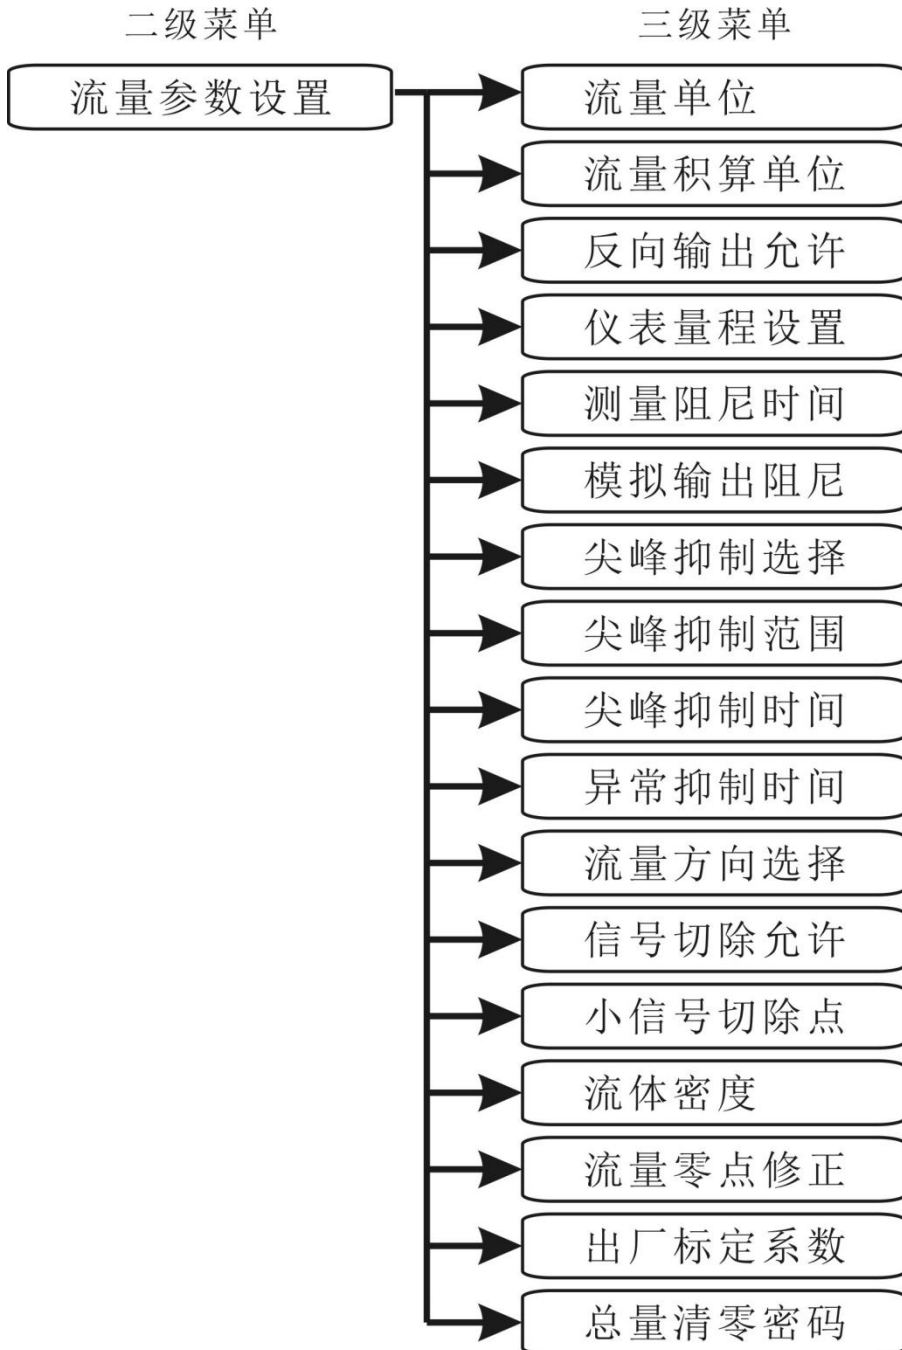 二级菜单
三级菜单
流量参数设置
流量单位
流量积算单位
反向输出允许
仪表量程设置
测量阻尼时间
模拟输出阻尼
尖峰抑制选择
尖峰抑制范围
尖峰抑制时间
异常抑制时间
流量方向选择
信号切除允许
小信号切除点
流体密度
流量零点修正
出厂标定系数
总量清零密码